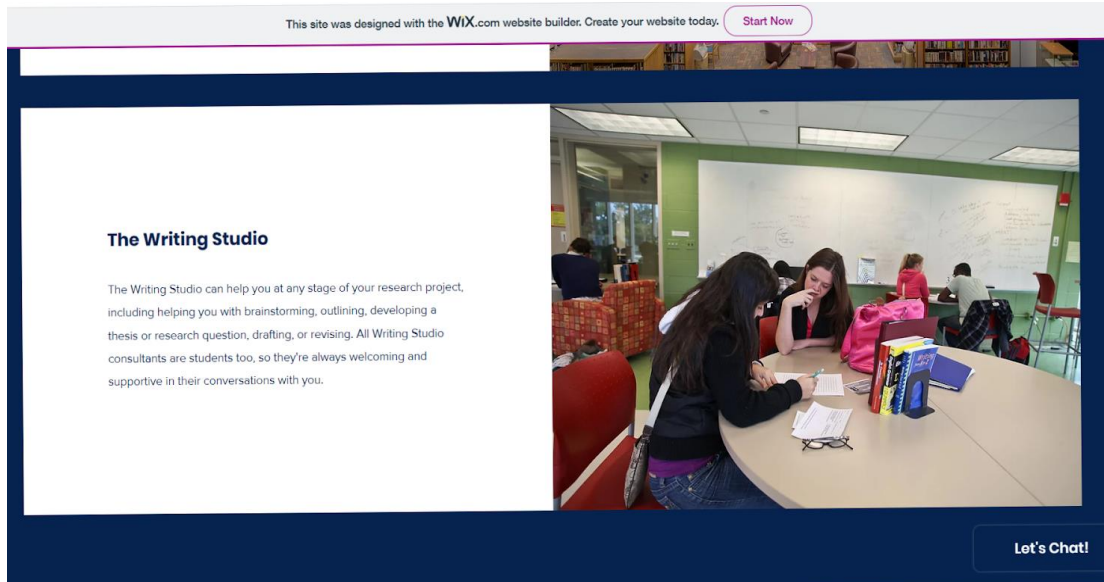 This site was designed with the WiX.com website builder. Create your website today.
Start Now
The Writing Studio
The Writing Studio can help you at any stage of your research project,
including helping you with brainstorming, outlining, developing a
thesis or research question, drafting, or revising. All Writing Studio
consultants are students too, so they're always welcoming and
supportive in their conversations with you.
Let's Chat!